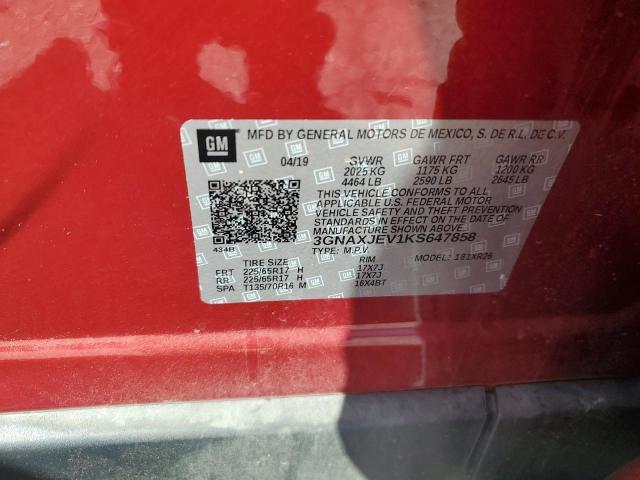 GM MFD BY GENERAL MOTORS DE MEXICO, S. DE R.L. DE C.V.
04/19 GVWR GAWR FRT GAWR RR
2025 KG 1175 KG 1200 KG
4464 LB 2590 LB 2645 LB
THIS VEHICLE CONFORMS TO ALL
APPLICABLE U.S. FEDERAL MOTOR
VEHICLE SAFETY AND THEFT PREVENTION
STANDARDS IN EFFECT ON THE DATE OF
MANUFACTURE SHOWN ABOVE.
3GNAXJEV1KS647858
434B TYPE: M.P.V. MODEL: 181XR26
TIRE SIZE RIM
FRT 225/65R17 H 17X7J
RR 225/65R17 H 17X7J
SPA T135/70R16 M 16X4BT